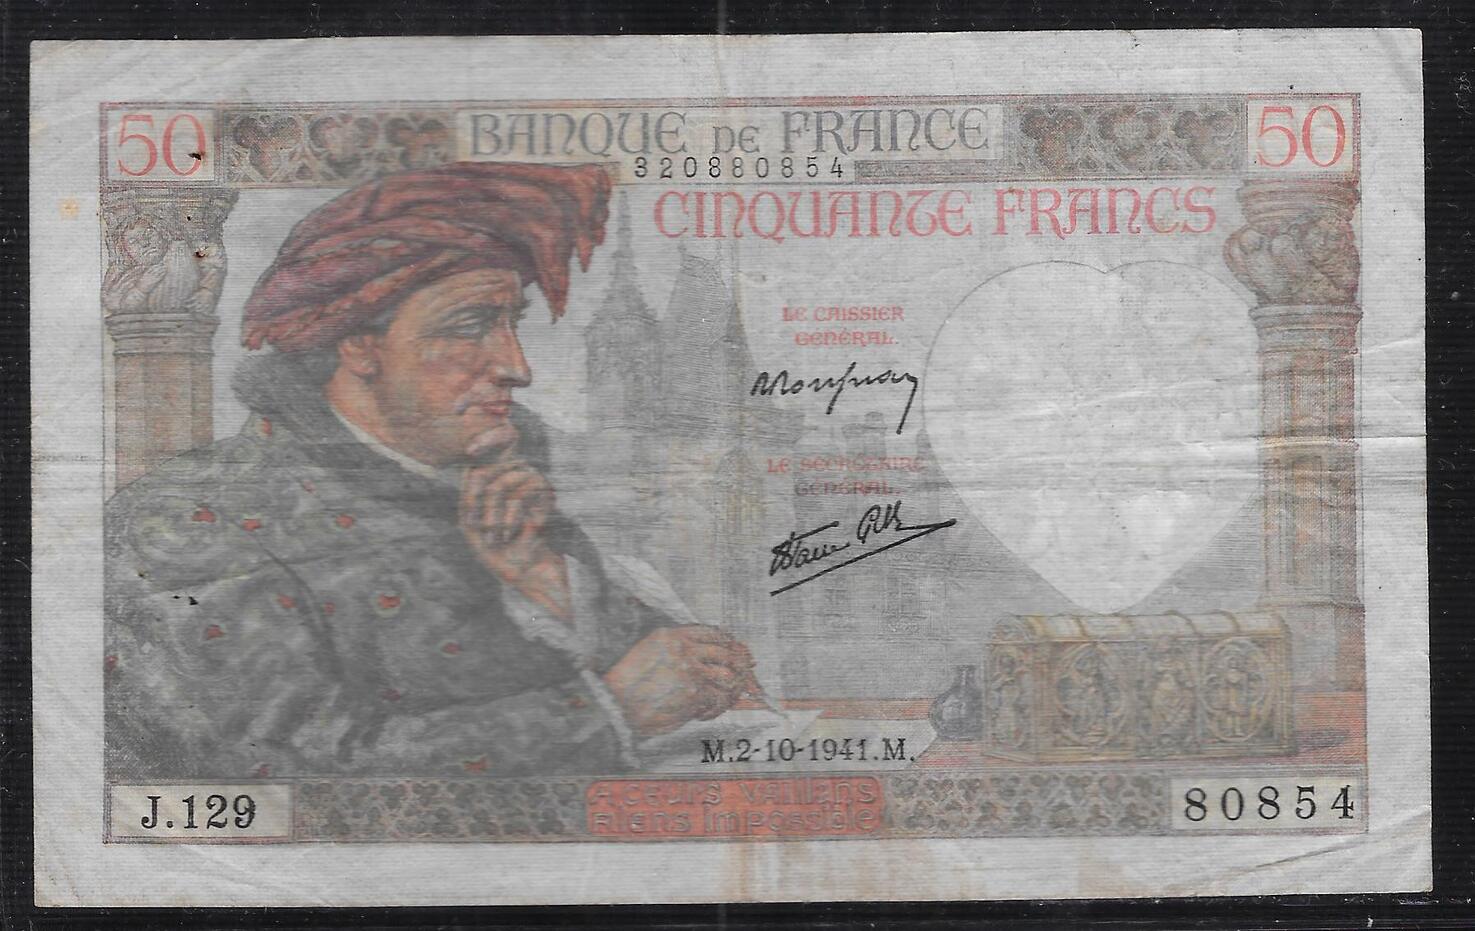 50 BANQUE DE FRANCE 50
320880854
CINQUANTE FRANCS
LE CAISSIER
GÉNÉRAL.
LE SECRÉTAIRE
GÉNÉRAL.
M.2-10-1941.M.
J.129
A CŒURS VAILLANS
RIENS IMPOSSIBLE
80854